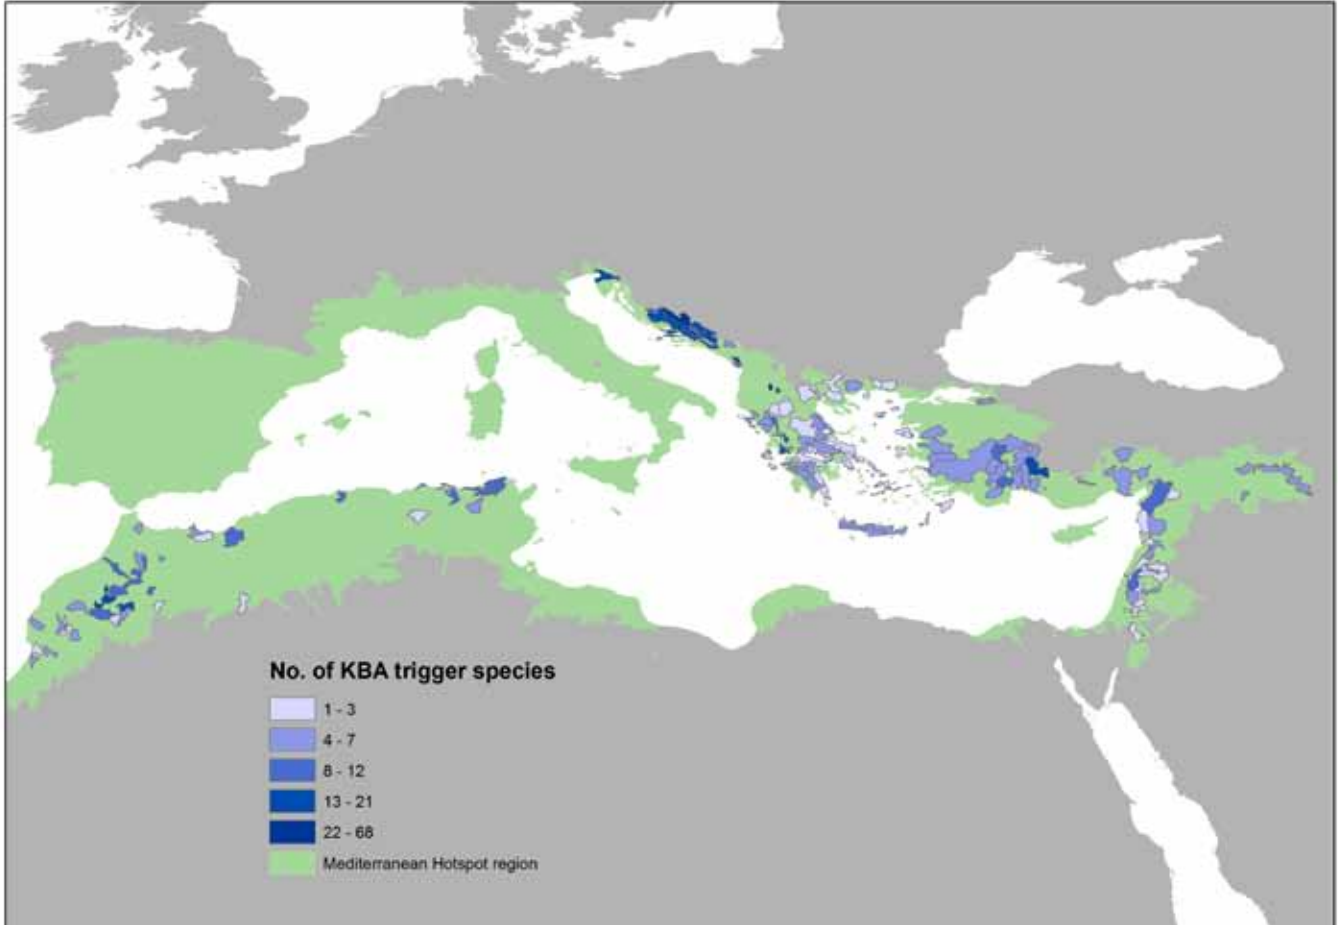 No. of KBA trigger species
1 - 3
4 - 7
8 - 12
13 - 21
22 - 68
Mediterranean Hotspot region